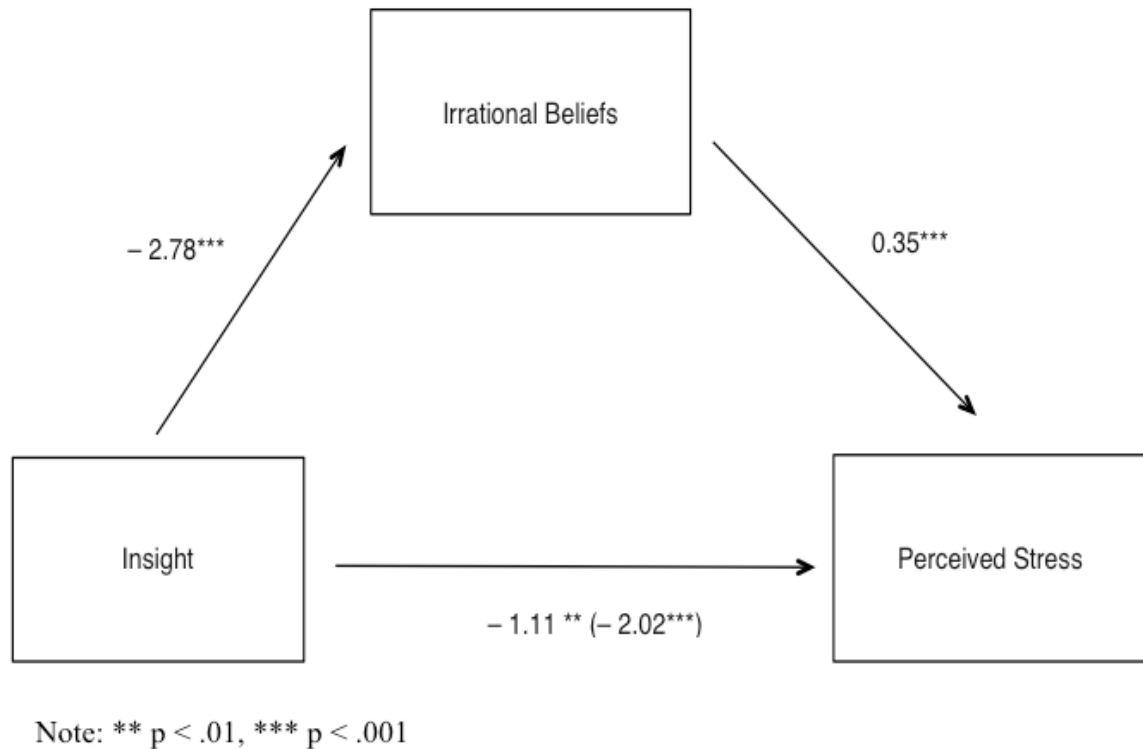 Irrational Beliefs
– 2.78***
0.35***
Insight
Perceived Stress
– 1.11 ** (– 2.02***)
Note: ** p < .01, *** p < .001